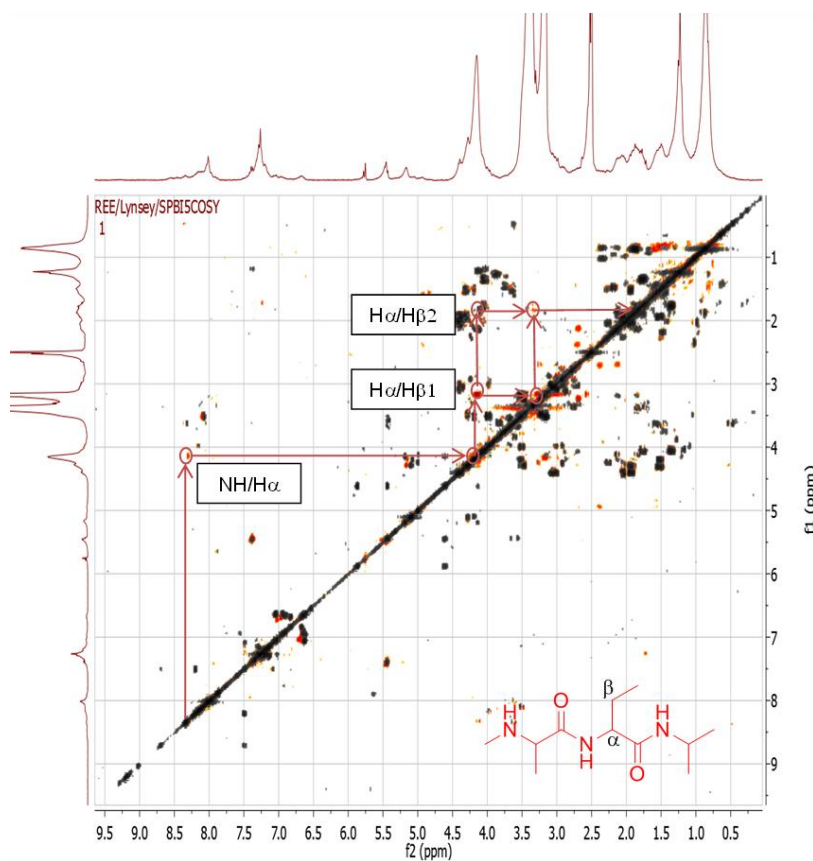 REE/Lynsey/SPBI5COSY
1
Hα/Hβ2
Hα/Hβ1
NH/Hα
1
2
3
4
5
6
7
8
9
f1 (ppm)
β
H
N
O
N
H
α
O
H
N
9.5 9.0 8.5 8.0 7.5 7.0 6.5 6.0 5.5 5.0 4.5 4.0 3.5 3.0 2.5 2.0 1.5 1.0 0.5
f2 (ppm)